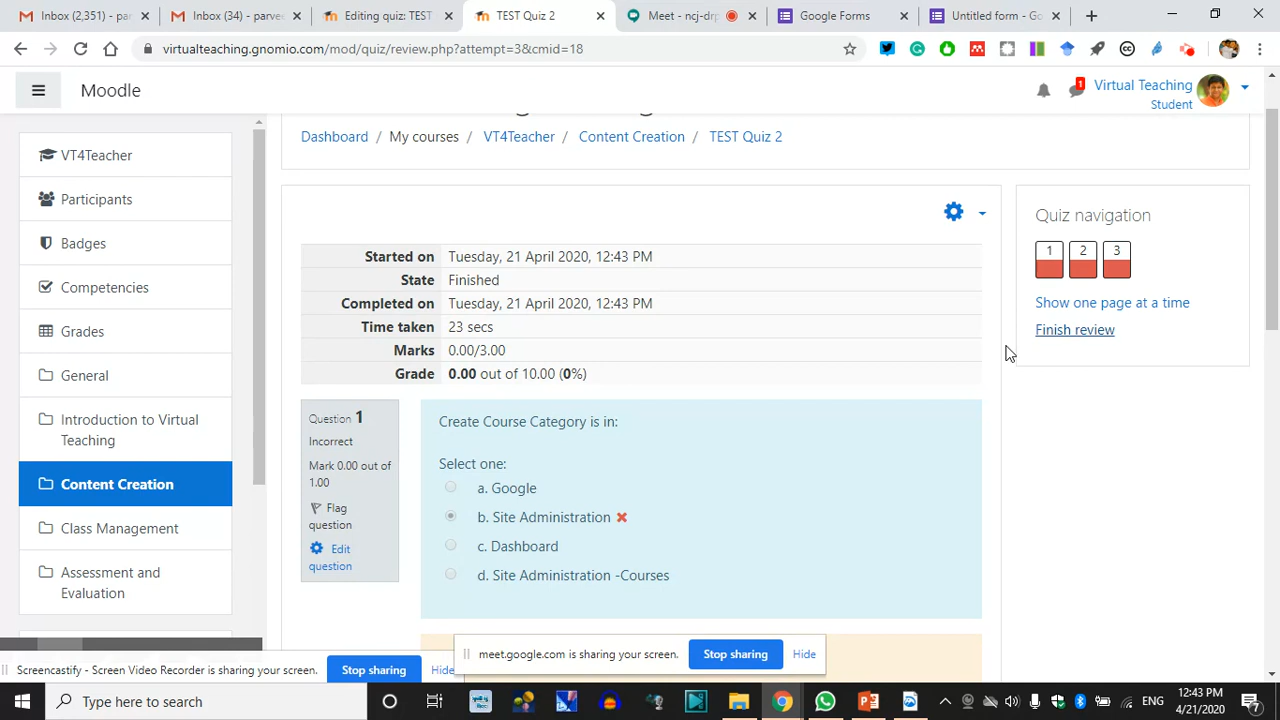 Inbox (2,351) - par
Inbox (34) - parvee
Editing quiz: TEST
TEST Quiz 2
Meet - ncj-drp
Google Forms
Untitled form - Go
virtualteaching.gnomio.com/mod/quiz/review.php?attempt=3&cmid=18
Moodle
1
Virtual Teaching
Student
VT4Teacher
Participants
Badges
Competencies
Grades
General
Introduction to Virtual
Teaching
Content Creation
Class Management
Assessment and
Evaluation
Dashboard / My courses / VT4Teacher / Content Creation / TEST Quiz 2
Started on Tuesday, 21 April 2020, 12:43 PM
State Finished
Completed on Tuesday, 21 April 2020, 12:43 PM
Time taken 23 secs
Marks 0.00/3.00
Grade 0.00 out of 10.00 (0%)
Question 1
Incorrect
Mark 0.00 out of
1.00
Flag
question
Edit
question
Create Course Category is in:
Select one:
a. Google
b. Site Administration
c. Dashboard
d. Site Administration -Courses
Quiz navigation
1 2 3
Show one page at a time
Finish review
meet.google.com is sharing your screen. Stop sharing Hide
Screencastify - Screen Video Recorder is sharing your screen. Stop sharing Hide
Type here to search
ENG
12:43 PM
4/21/2020
7